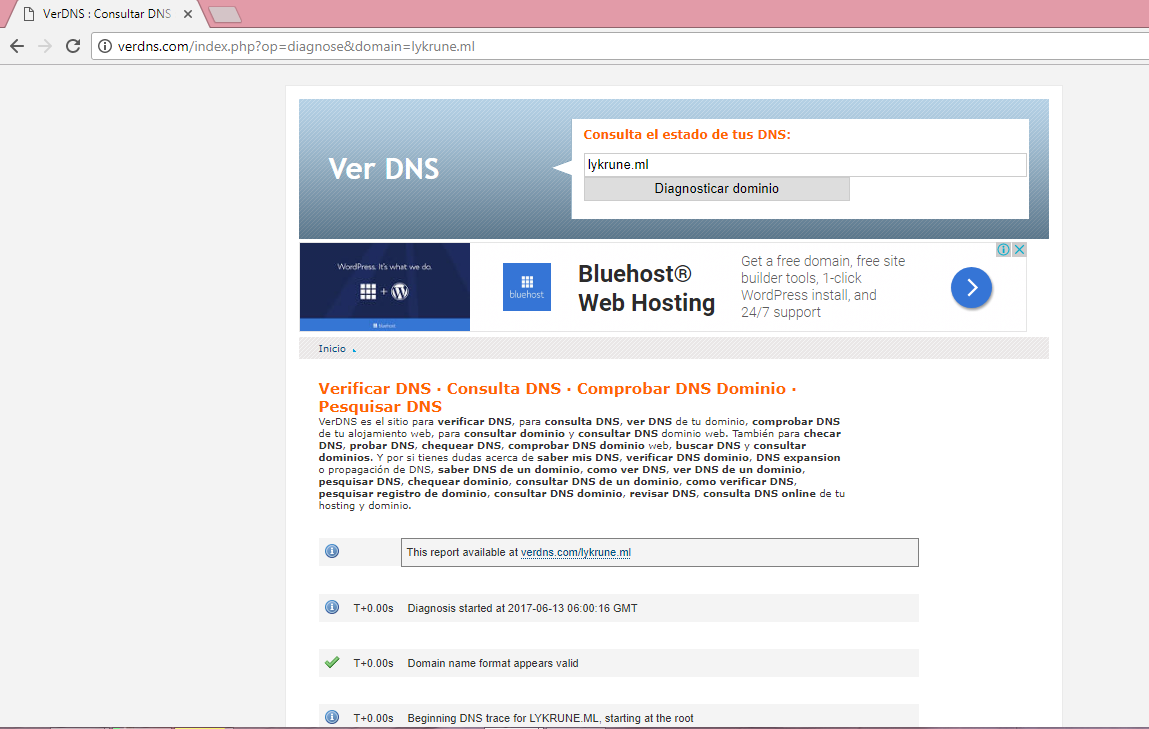 VerDNS : Consultar DNS
verdns.com/index.php?op=diagnose&domain=lykrune.ml
Ver DNS
Consulta el estado de tus DNS:
lykrune.ml
Diagnosticar dominio
WordPress. It's what we do.
bluehost
bluehost
Bluehost®
Web Hosting
Get a free domain, free site
builder tools, 1-click
WordPress install, and
24/7 support
Inicio
Verificar DNS · Consulta DNS · Comprobar DNS Dominio ·
Pesquisar DNS
VerDNS es el sitio para verificar DNS, para consulta DNS, ver DNS de tu dominio, comprobar DNS
de tu alojamiento web, para consultar dominio y consultar DNS dominio web. También para checar
DNS, probar DNS, chequear DNS, comprobar DNS dominio web, buscar DNS y consultar
dominios. Y por si tienes dudas acerca de saber mis DNS, verificar DNS dominio, DNS expansion
o propagación de DNS, saber DNS de un dominio, como ver DNS, ver DNS de un dominio,
pesquisar DNS, chequear dominio, consultar DNS de un dominio, como verificar DNS,
pesquisar registro de dominio, consultar DNS dominio, revisar DNS, consulta DNS online de tu
hosting y dominio.
This report available at verdns.com/lykrune.ml
T+0.00s Diagnosis started at 2017-06-13 06:00:16 GMT
T+0.00s Domain name format appears valid
T+0.00s Beginning DNS trace for LYKRUNE.ML, starting at the root